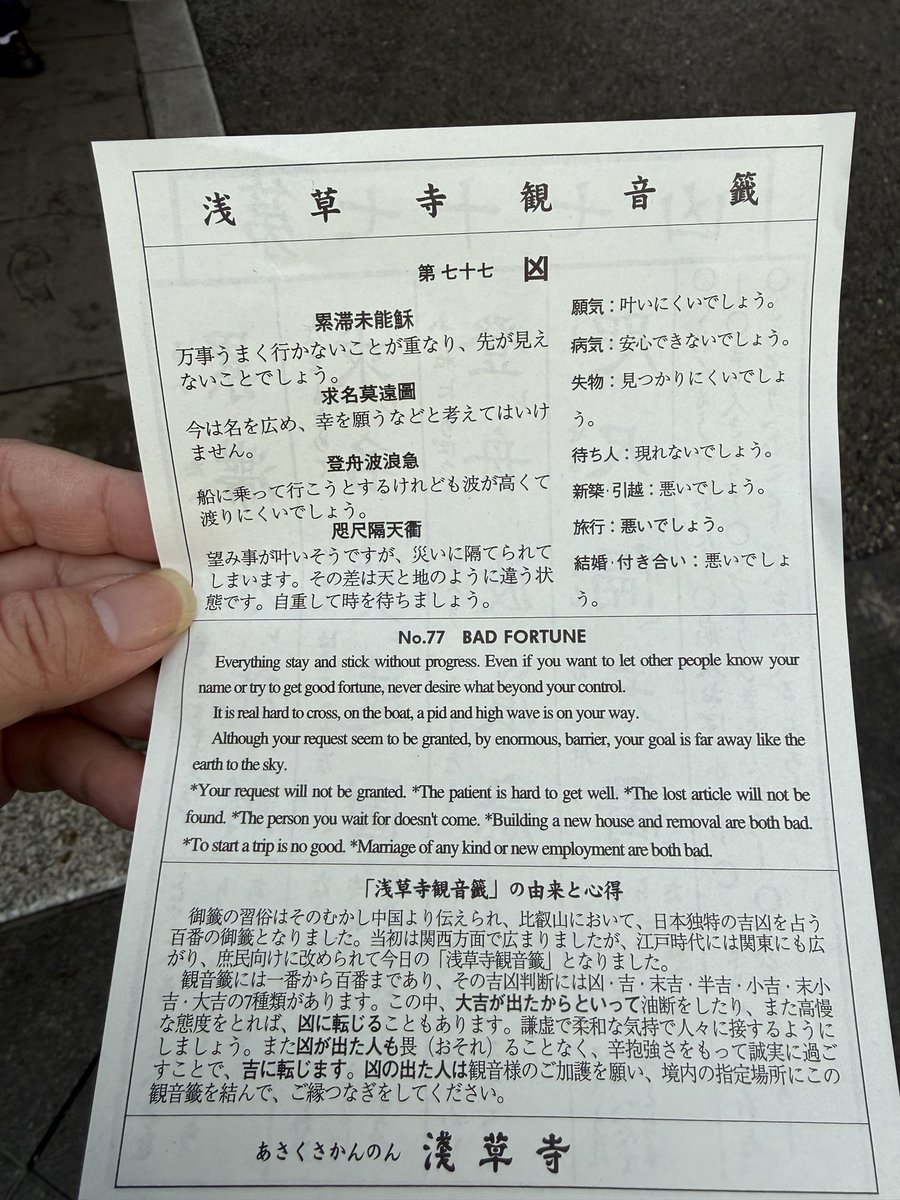 浅草寺観音籤
第七十七 凶
累滞未能穌
万事うまく行かないことが重なり、先が見え
ないことでしょう。
求名莫遠圖
今は名を広め、幸を願うなどと考えてはいけ
ません。
登舟波浪急
船に乗って行こうとするけれども波が高くて
渡りにくいでしょう。
咫尺隔天衢
望み事が叶いそうですが、災いに隔てられて
しまいます。その差は天と地のように違う状
態です。自重して時を待ちましょう。
願気：叶いにくいでしょう。
病気：安心できないでしょう。
失物：見つかりにくいでしょ
う。
待ち人：現れないでしょう。
新築・引越：悪いでしょう。
旅行：悪いでしょう。
結婚・付き合い：悪いでしょ
う。
No.77 BAD FORTUNE
Everything stay and stick without progress. Even if you want to let other people know your
name or try to get good fortune, never desire what beyond your control.
It is real hard to cross, on the boat, a pid and high wave is on your way.
Although your request seem to be granted, by enormous, barrier, your goal is far away like the
earth to the sky.
*Your request will not be granted. *The patient is hard to get well. *The lost article will not be
found. *The person you wait for doesn't come. *Building a new house and removal are both bad.
*To start a trip is no good. *Marriage of any kind or new employment are both bad.
「浅草寺観音籤」の由来と心得
御籤の習俗はそのむかし中国より伝えられ、比叡山において、日本独特の吉凶を占う
百番の御籤となりました。当初は関西方面で広まりましたが、江戸時代には関東にも広
がり、庶民向けに改められて今日の「浅草寺観音籤」となりました。
観音籤には一番から百番まであり、その吉凶判断には凶・吉・末吉・半吉・小吉・末小
吉・大吉の7種類があります。この中、大吉が出たからといって油断をしたり、また高慢
な態度をとれば、凶に転じることもあります。謙虚で柔和な気持で人々に接するように
しましょう。また凶が出た人も畏（おそれ）ることなく、辛抱強さをもって誠実に過ご
すことで、吉に転じます。凶の出た人は観音様のご加護を願い、境内の指定場所にこの
観音籤を結んで、ご縁つなぎをしてください。
あさくさかんのん 淺草寺